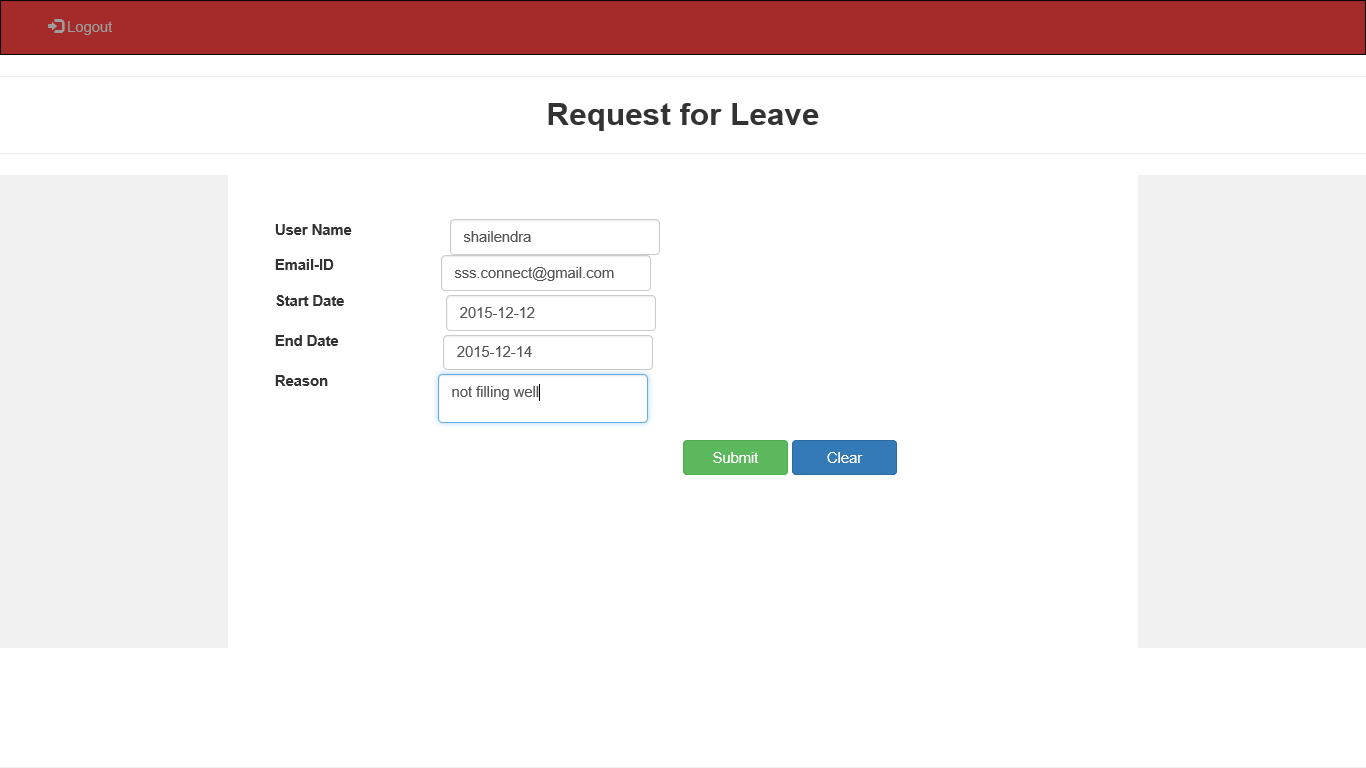 Logout
Request for Leave
User Name shailendra
Email-ID sss.connect@gmail.com
Start Date 2015-12-12
End Date 2015-12-14
Reason not filling well
Submit Clear